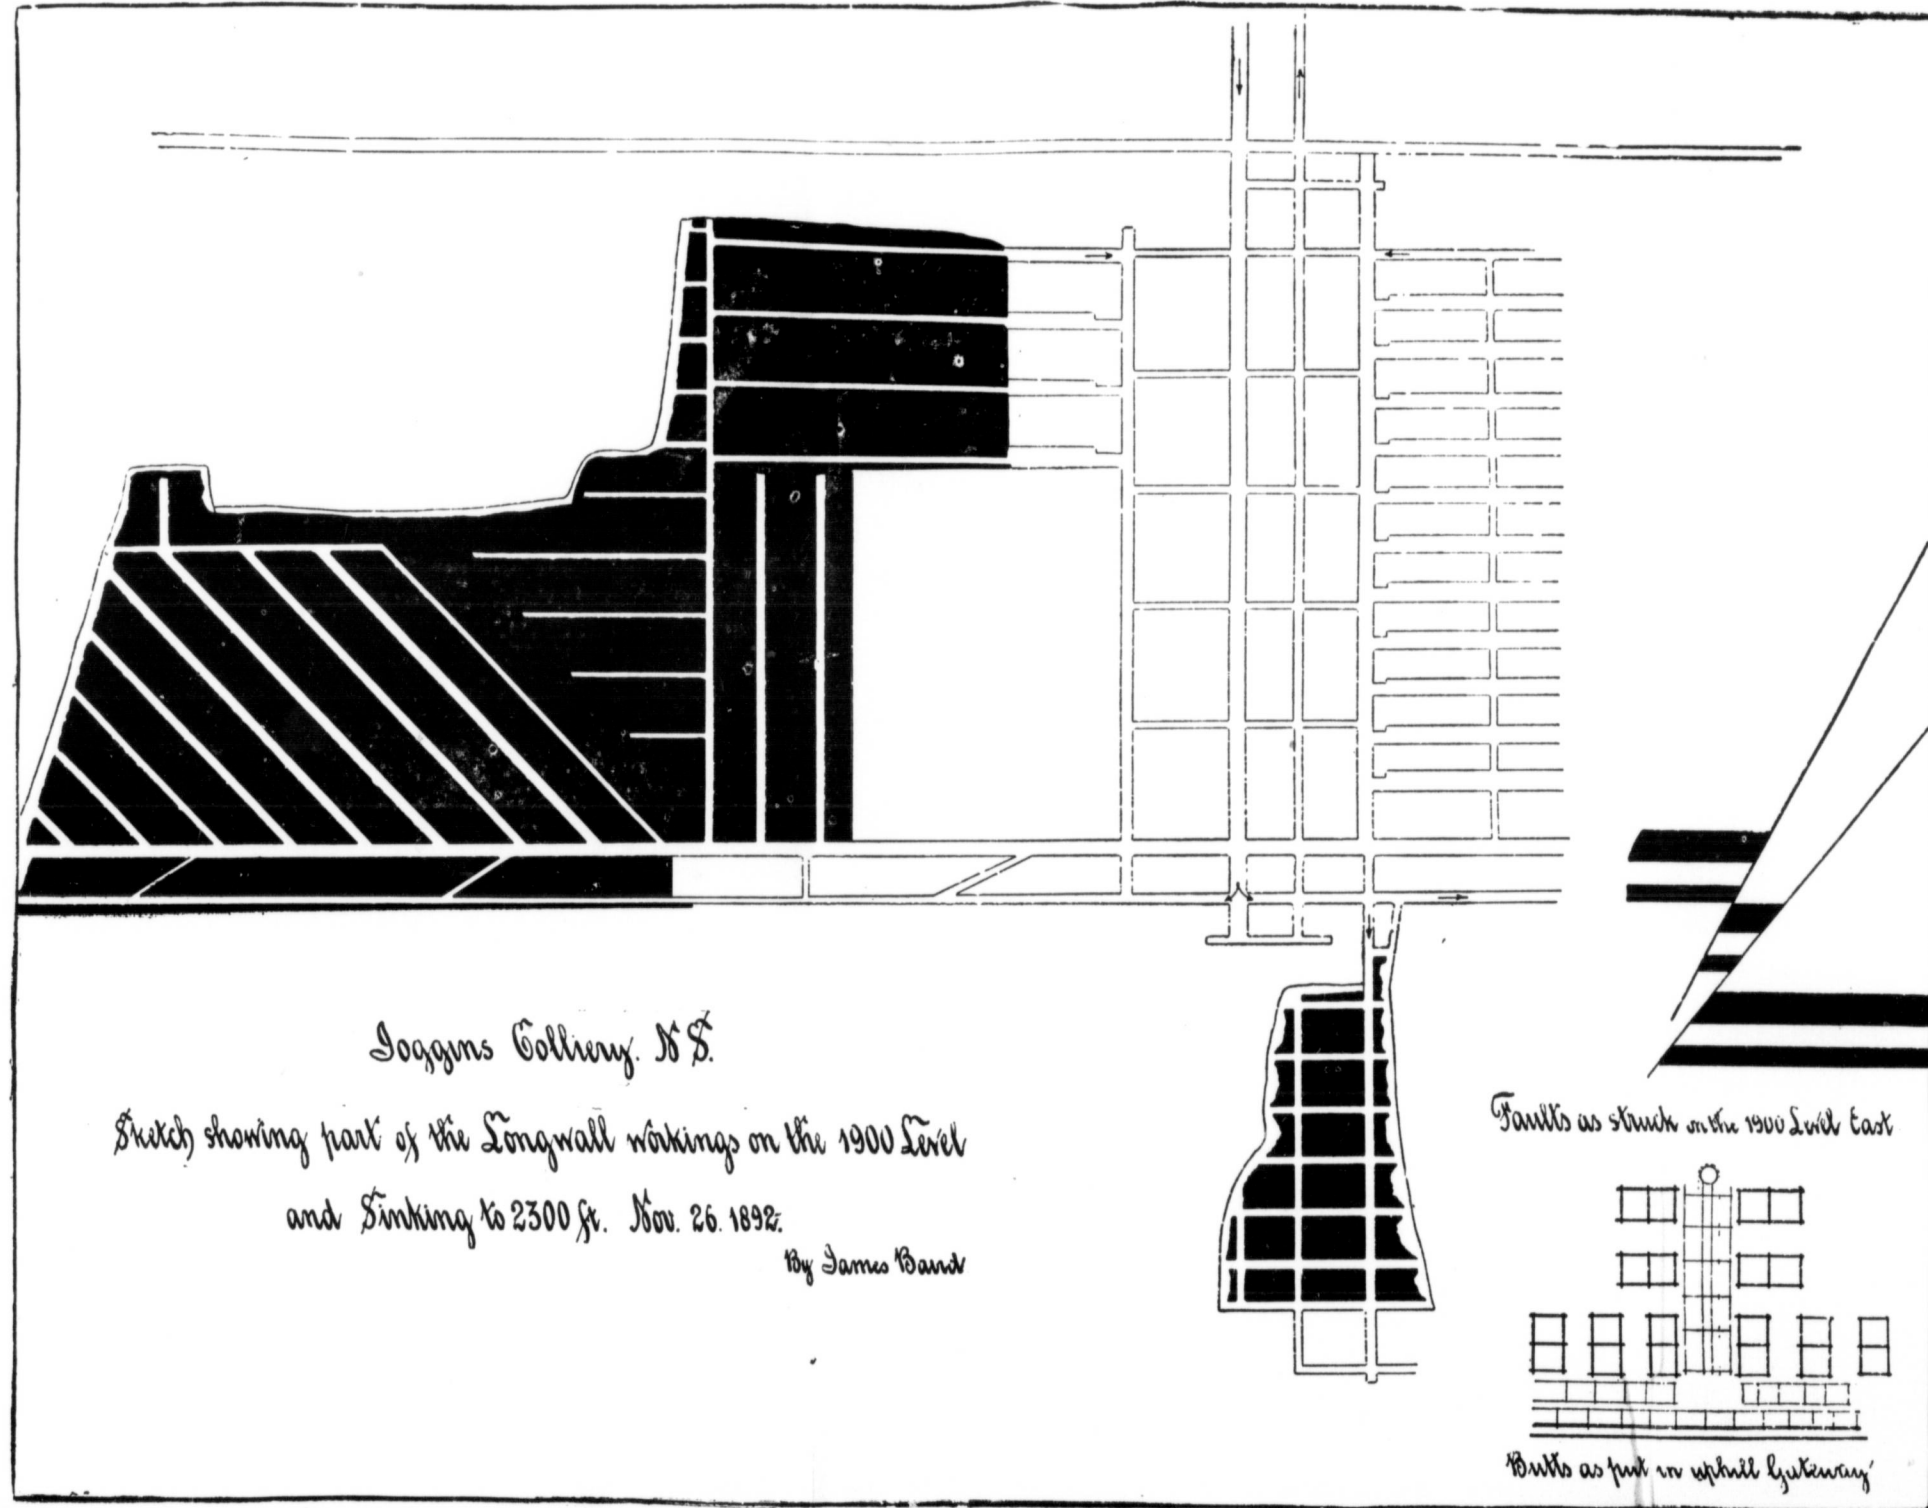 Joggins Colliery. N S.
Sketch showing part of the Longwall workings on the 1900 Level
and Sinking to 2300 ft. Nov. 26. 1892.
By James Baird
Faults as struck on the 1900 Level East
Butts as put in uphill Gateway